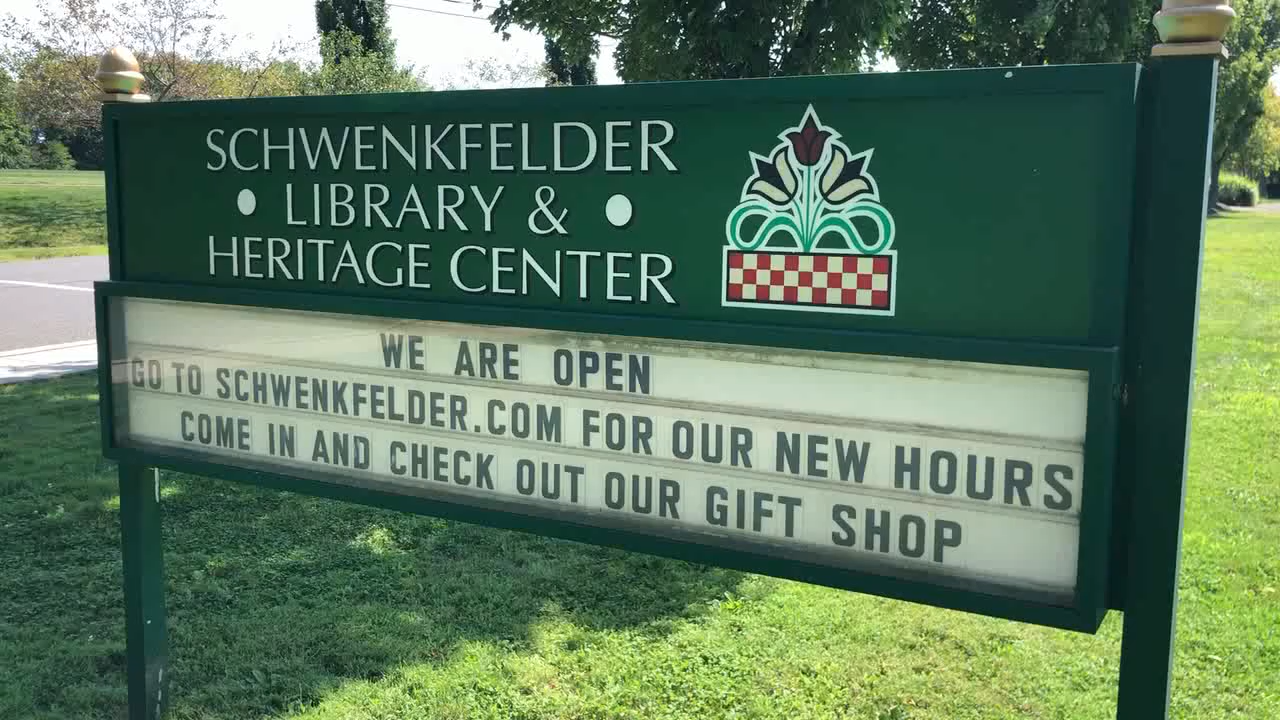 SCHWENKFELDER
• LIBRARY & •
HERITAGE CENTER
WE ARE OPEN
GO TO SCHWENKFELDER.COM FOR OUR NEW HOURS
COME IN AND CHECK OUT OUR GIFT SHOP